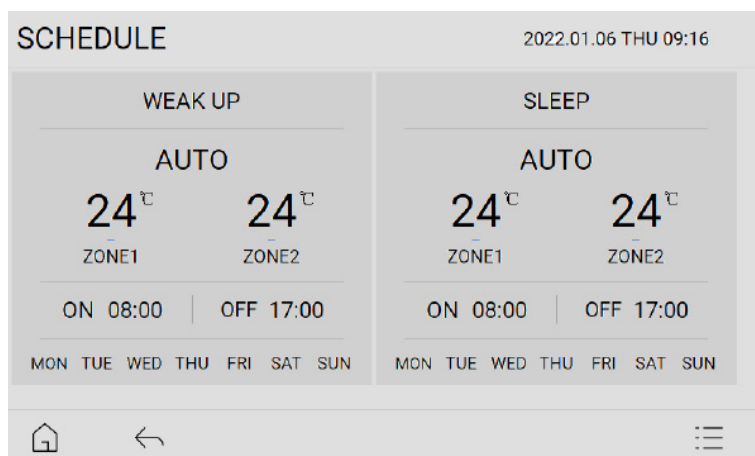 SCHEDULE 2022.01.06 THU 09:16
WEAK UP
AUTO
24℃ 24℃
ZONE1 ZONE2
ON 08:00 OFF 17:00
MON TUE WED THU FRI SAT SUN
SLEEP
AUTO
24℃ 24℃
ZONE1 ZONE2
ON 08:00 OFF 17:00
MON TUE WED THU FRI SAT SUN